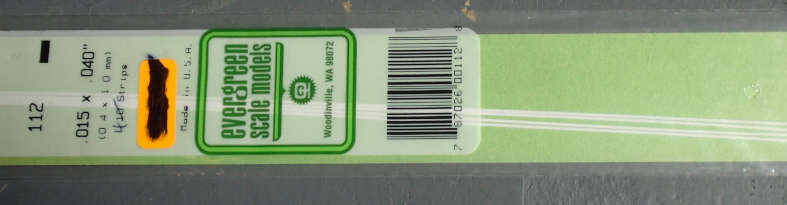 112
.015 x .040"
(0.4 x 1.0 mm)
Strips
Made in U.S.A.
evergreen
scale models
Woodinville, WA 98072
7 87026 00112 8